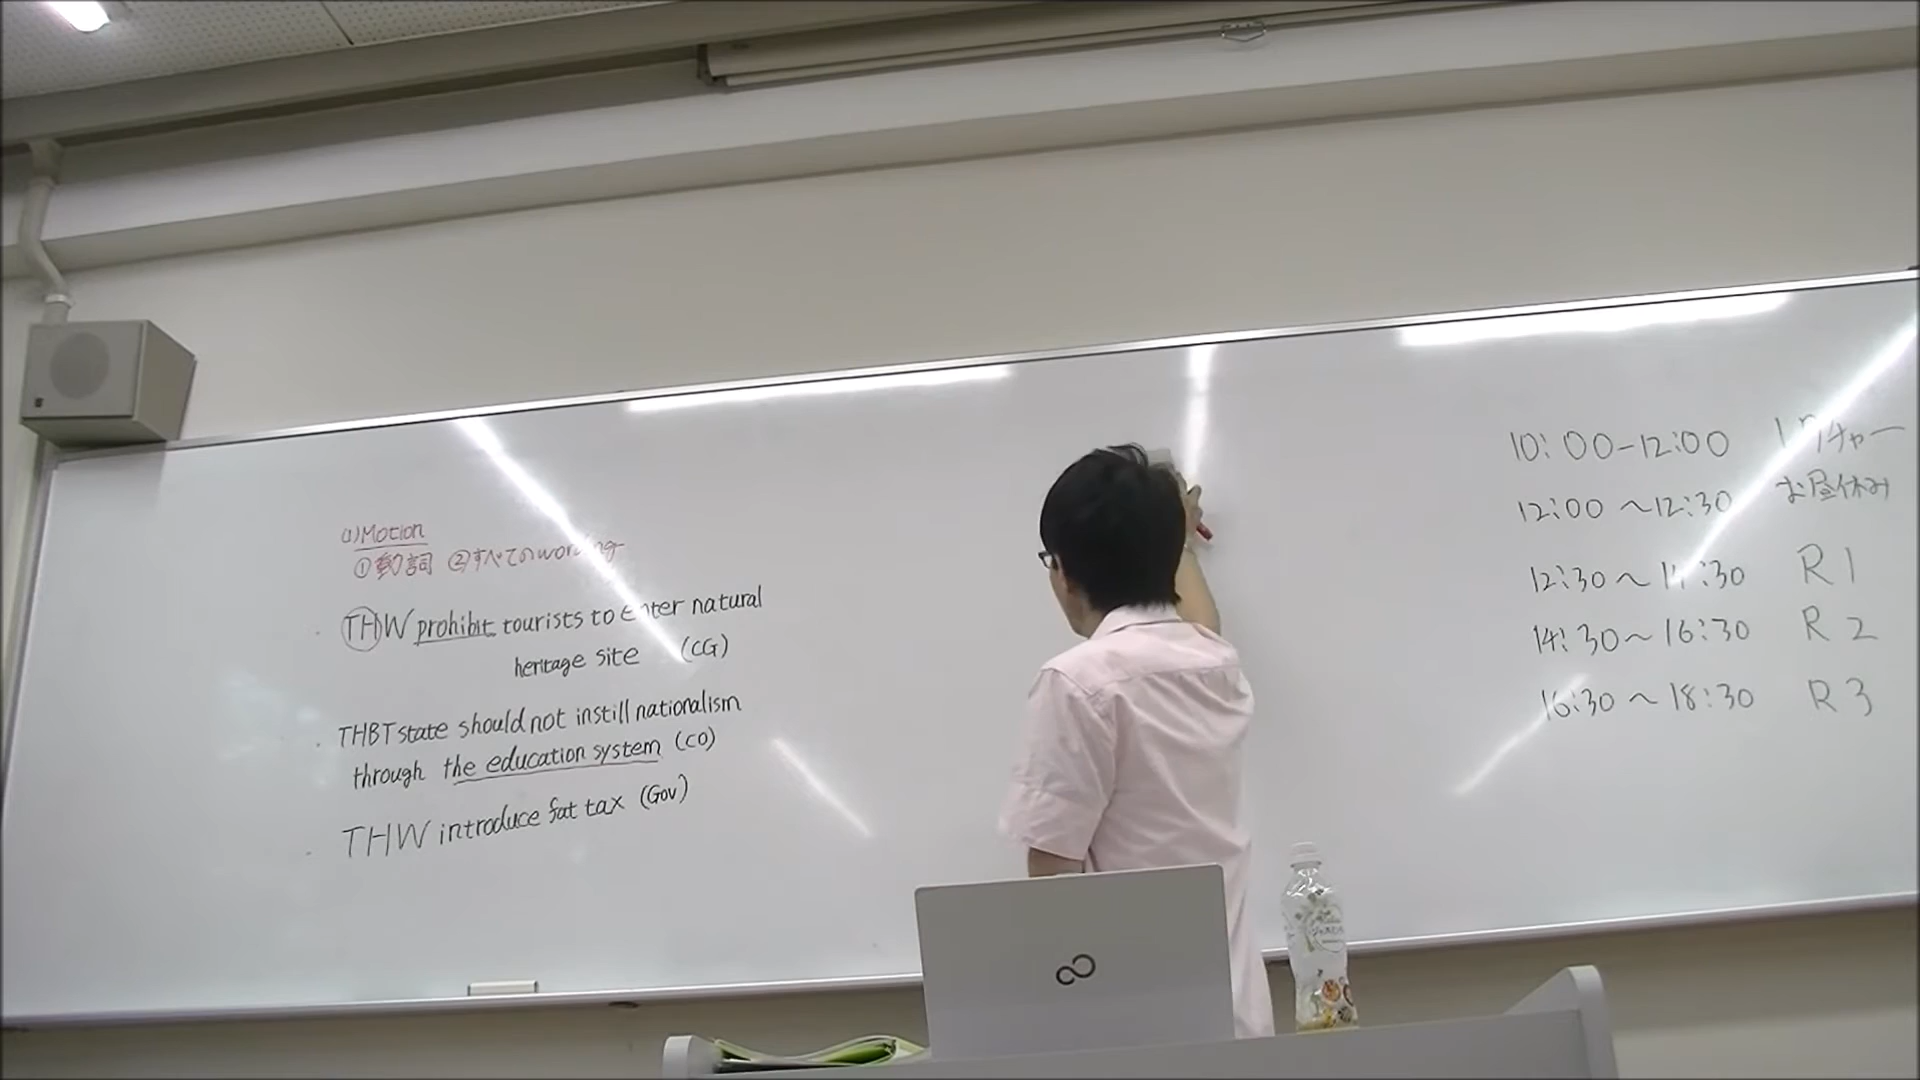 (1)Motion
①動詞 ②すべてのwording
THW prohibit tourists to enter natural
heritage site (CG)
THBT state should not instill nationalism
through the education system (CO)
THW introduce fat tax (Gov)
10:00-12:00 レクチャー
12:00～12:30 お昼休み
12:30～14:30 R1
14:30～16:30 R2
16:30～18:30 R3